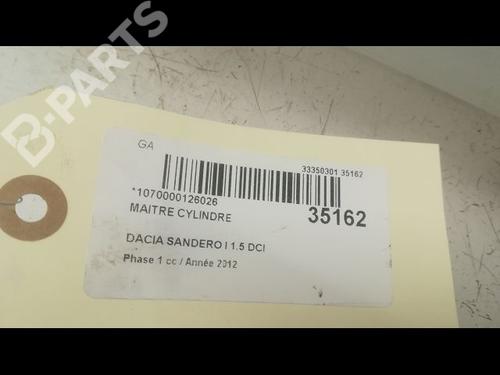 B-PARTS
GA
33350301 35162
*1070000126026
MAITRE CYLINDRE
35162
DACIA SANDERO I 1.5 DCI
Phase 1 cc / Année 2012